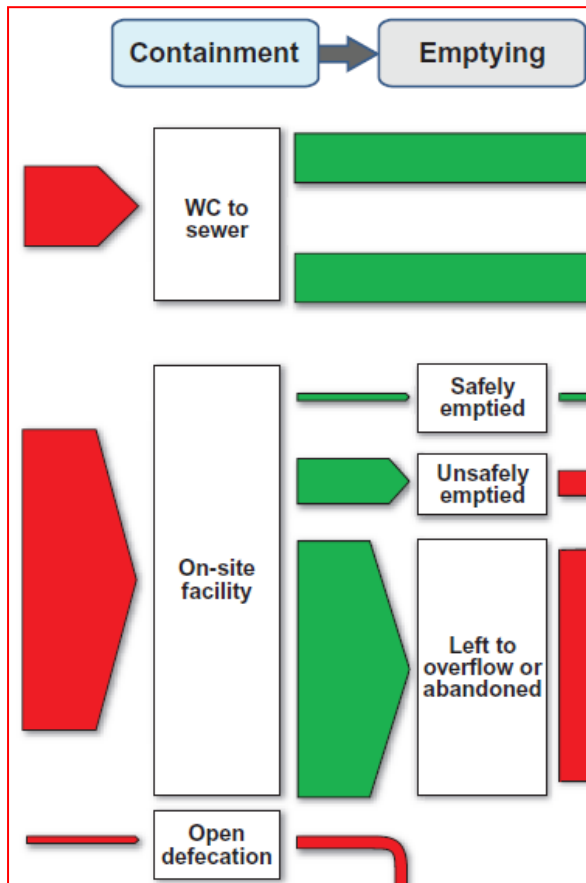 Containment
Emptying
WC to
sewer
On-site
facility
Safely
emptied
Unsafely
emptied
Left to
overflow or
abandoned
Open
defecation